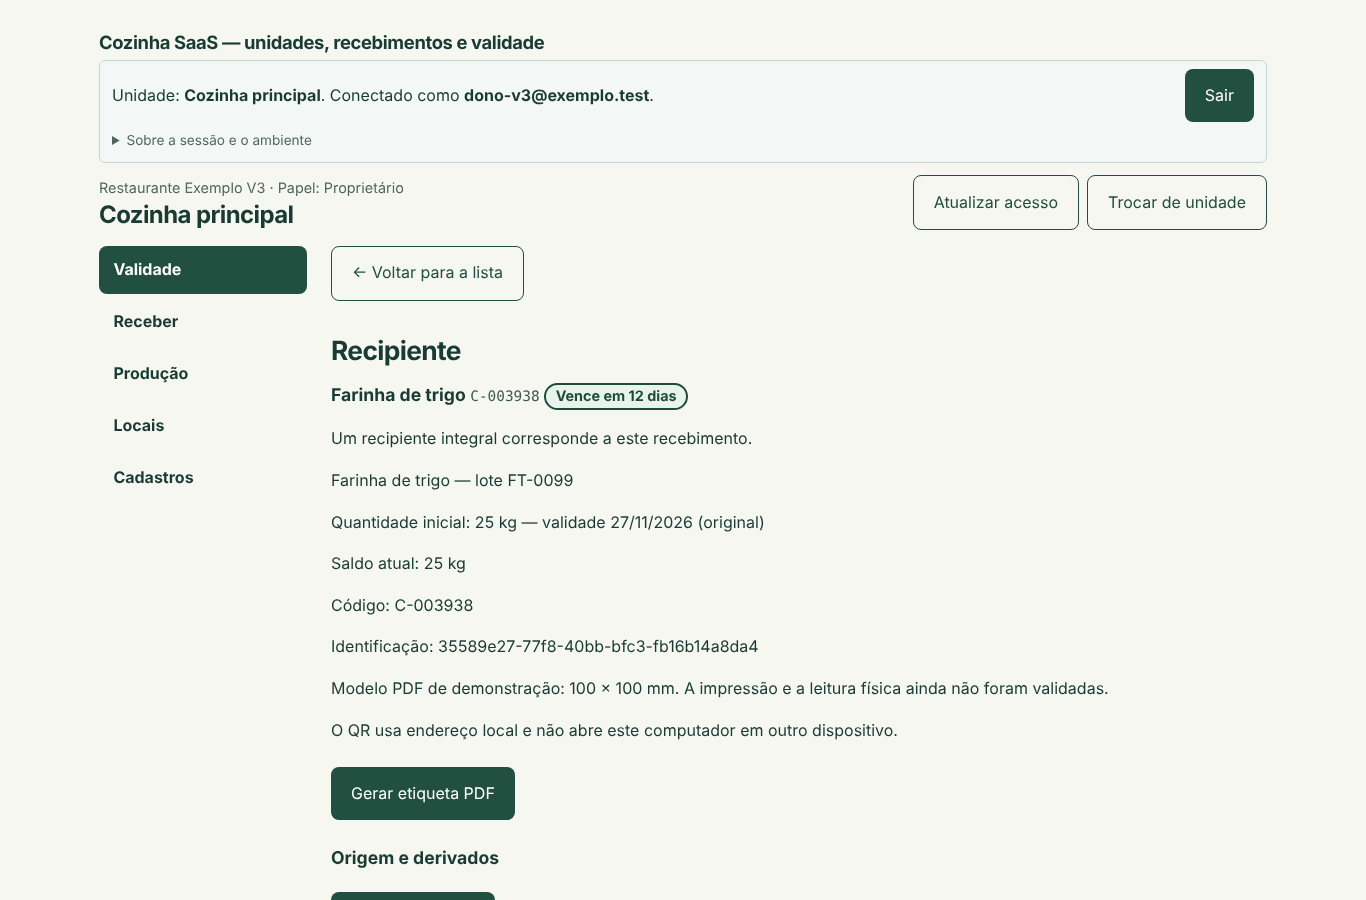 Cozinha SaaS — unidades, recebimentos e validade
Unidade: Cozinha principal. Conectado como dono-v3@exemplo.test.
Sair
▶ Sobre a sessão e o ambiente
Restaurante Exemplo V3 · Papel: Proprietário
Cozinha principal
Atualizar acesso
Trocar de unidade
Validade
Receber
Produção
Locais
Cadastros
← Voltar para a lista
Recipiente
Farinha de trigo C-003938 Vence em 12 dias
Um recipiente integral corresponde a este recebimento.
Farinha de trigo — lote FT-0099
Quantidade inicial: 25 kg — validade 27/11/2026 (original)
Saldo atual: 25 kg
Código: C-003938
Identificação: 35589e27-77f8-40bb-bfc3-fb16b14a8da4
Modelo PDF de demonstração: 100 × 100 mm. A impressão e a leitura física ainda não foram validadas.
O QR usa endereço local e não abre este computador em outro dispositivo.
Gerar etiqueta PDF
Origem e derivados